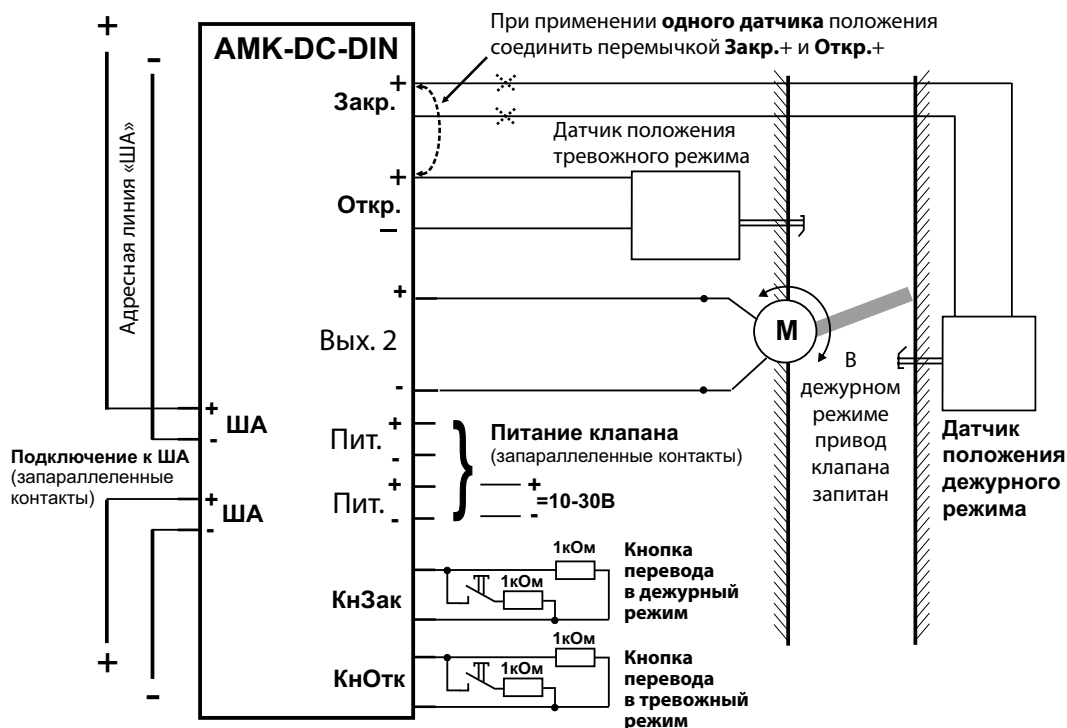 +
-
Адресная линия «ША»
АМК-DC-DIN
При применении одного датчика положения
соединить перемычкой Закр.+ и Откр.+
+
Закр.
+
Откр.
–
Датчик положения
тревожного режима
+
Вых. 2
-
М
В
дежурном
режиме
привод
клапана
запитан
Датчик
положения
дежурного
режима
+
ША
-
Подключение к ША
(запараллеленные
контакты)
+
ША
-
+
-
Пит.
+
-
Пит.
+
-
Питание клапана
(запараллеленные контакты)
+
=10-30В
-
КнЗак
1кОм
1кОм
Кнопка
перевода
в дежурный
режим
КнОтк
1кОм
1кОм
Кнопка
перевода
в тревожный
режим